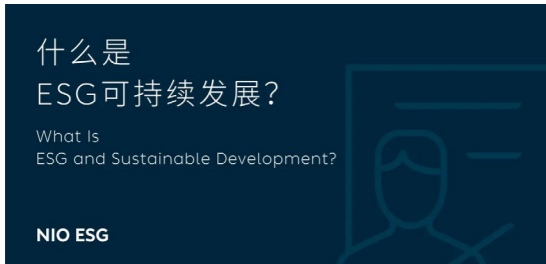 什么是
ESG可持续发展?
What Is
ESG and Sustainable Development?
NIO ESG